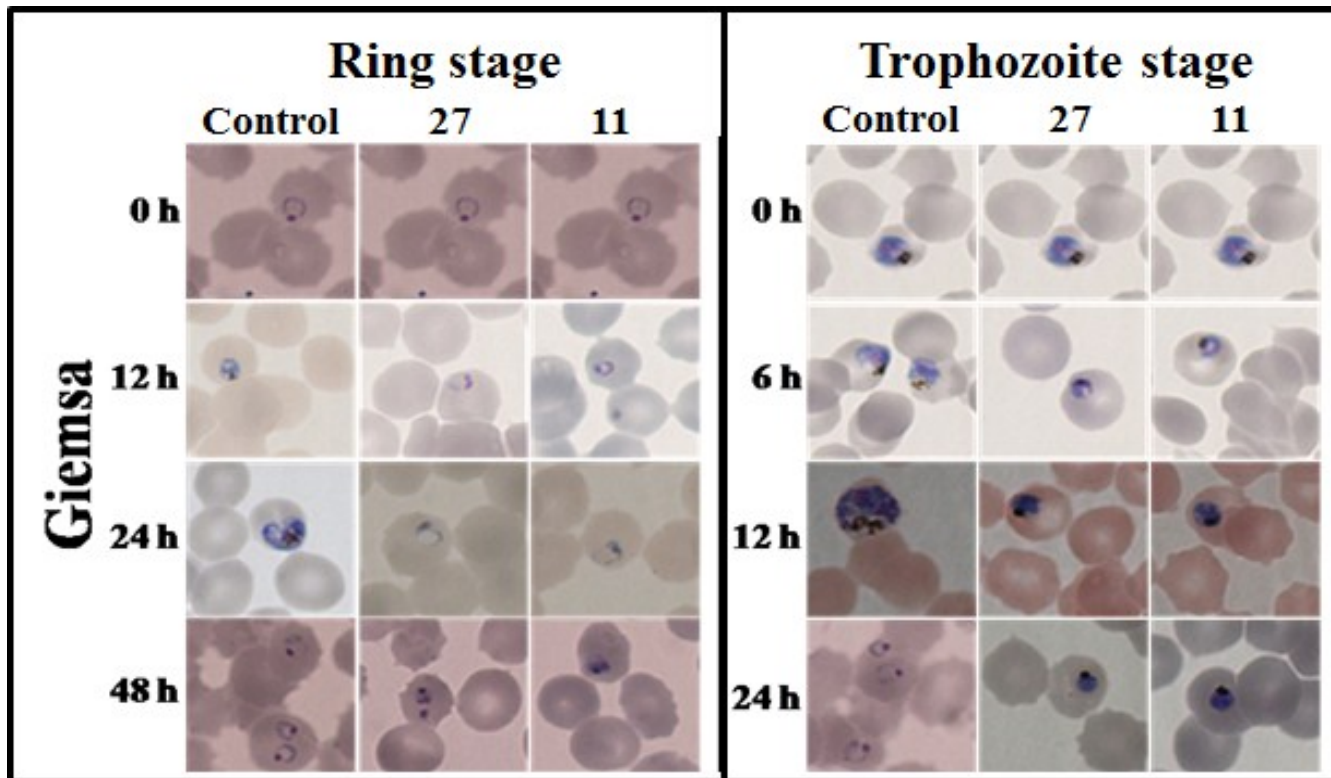 Ring stage
Control 27 11
0 h
12 h
24 h
48 h
Giemsa
Trophozoite stage
Control 27 11
0 h
6 h
12 h
24 h